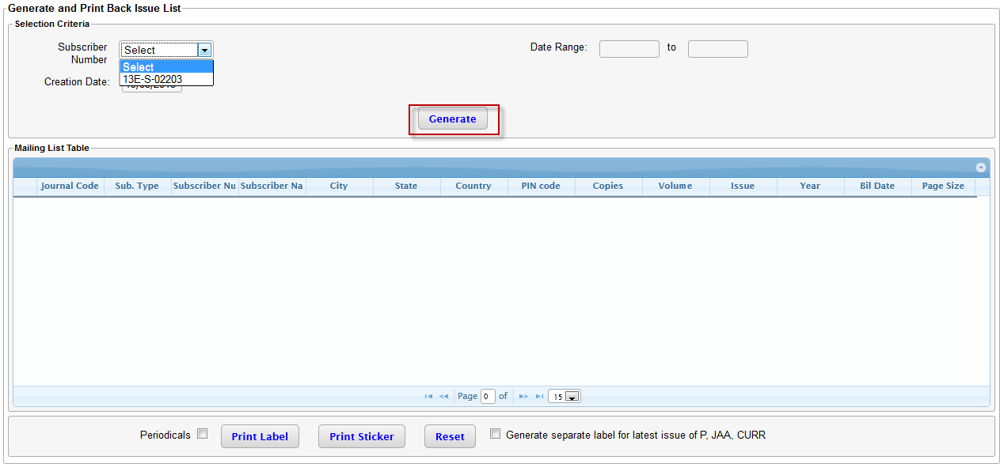 Generate and Print Back Issue List
Selection Criteria
Subscriber Number
Select
Date Range:
to
Select
13E-S-02203
Creation Date:
Generate
Mailing List Table
Journal Code
Sub. Type
Subscriber Nu
Subscriber Na
City
State
Country
PIN code
Copies
Volume
Issue
Year
Bil Date
Page Size
Page 0 of
15
Periodicals
Print Label
Print Sticker
Reset
Generate separate label for latest issue of P, JAA, CURR